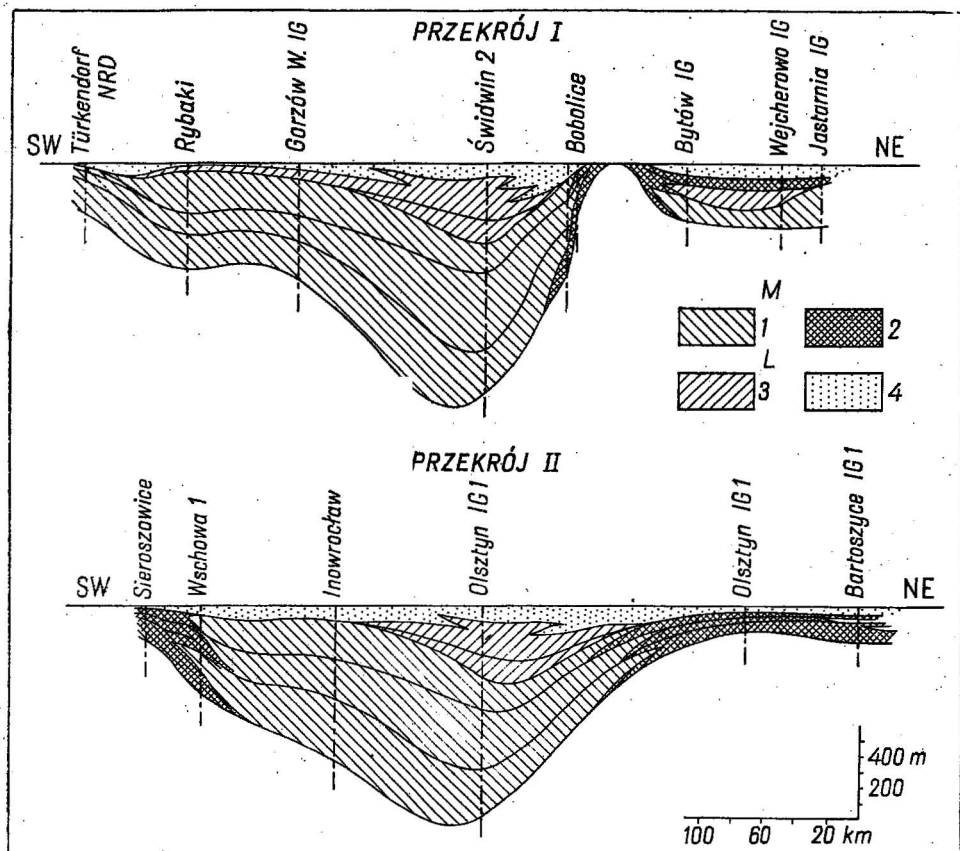 PRZEKRÓJ I
Türkendorf NRD
Rybaki
Gorzów W. IG
Świdwin 2
Bobolice
Bytów IG
Wejcherowo IG
Jastarnia IG
SW
NE
M
1
2
L
3
4
PRZEKRÓJ II
Sieroszowice
Wschowa 1
Inowrocław
Olsztyn IG1
Olsztyn IG1
Bartoszyce IG1
SW
NE
400 m
200
100 60 20 km